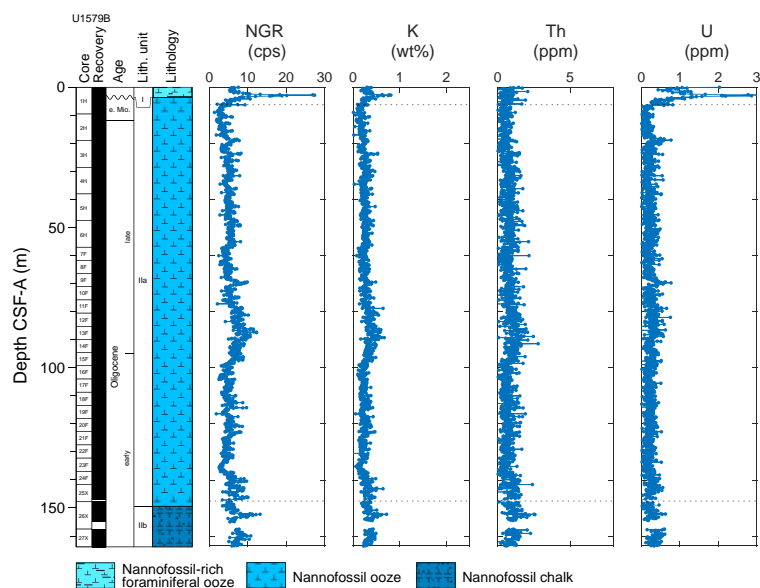 U1579B
Core
Recovery
Age
Lith. unit
Lithology
NGR
(cps)
K
(wt%)
Th
(ppm)
U
(ppm)
0 10 20 30
0 1 2
0 5
0 1 2 3
Depth CSF-A (m)
0
50
100
150
1H
2H
3H
4H
5H
6H
7F
8F
9F
10F
11F
12F
13F
14F
15F
16F
17F
18F
19F
20F
21F
22F
23F
24F
25X
26X
27X
e. Mio.
late
Oligocene
early
I
IIa
IIb
Nannofossil-rich
foraminiferal ooze
Nannofossil ooze
Nannofossil chalk